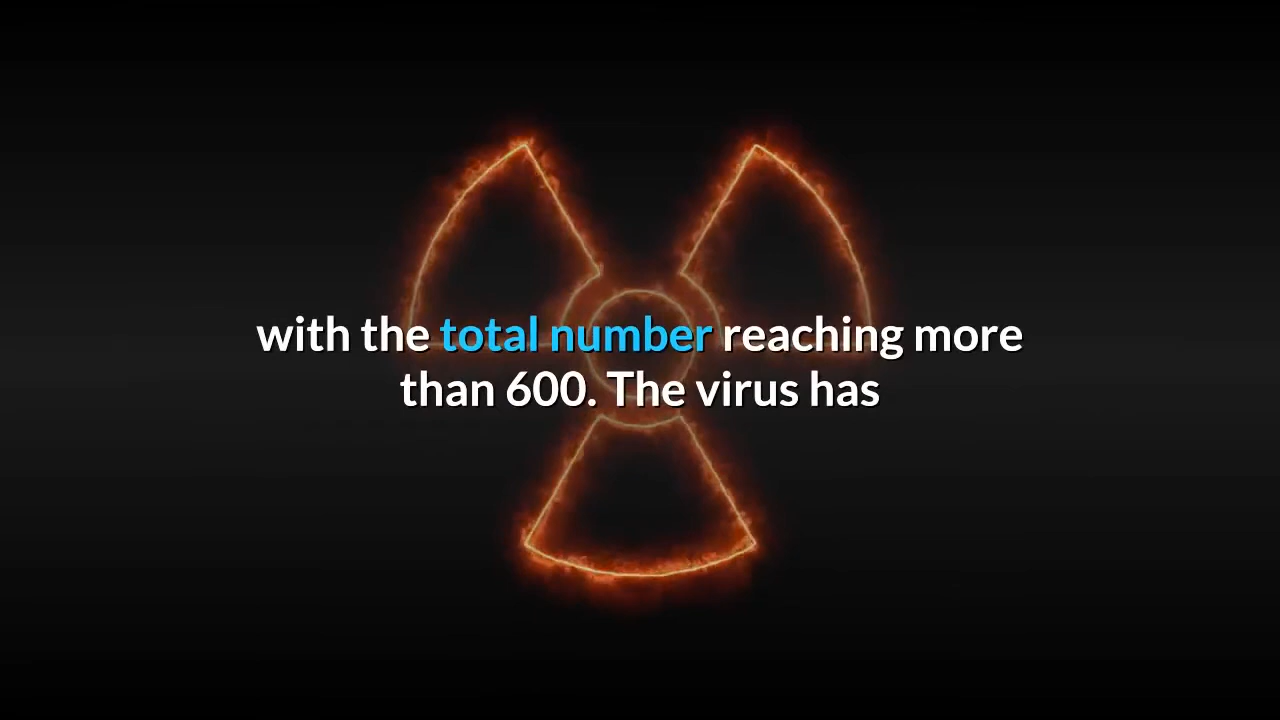 with the total number reaching more
than 600. The virus has